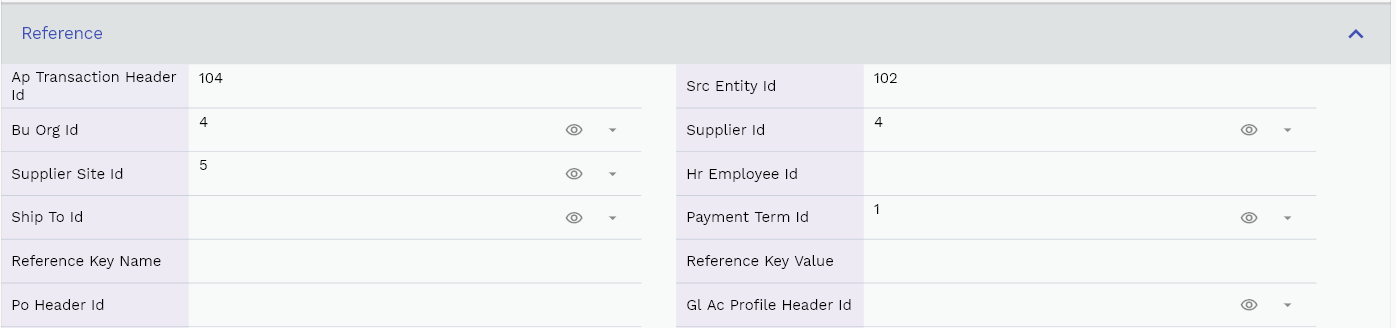 Reference
Ap Transaction Header
Id
104
Src Entity Id
102
Bu Org Id
4
Supplier Id
4
Supplier Site Id
5
Hr Employee Id
Ship To Id
Payment Term Id
1
Reference Key Name
Reference Key Value
Po Header Id
Gl Ac Profile Header Id